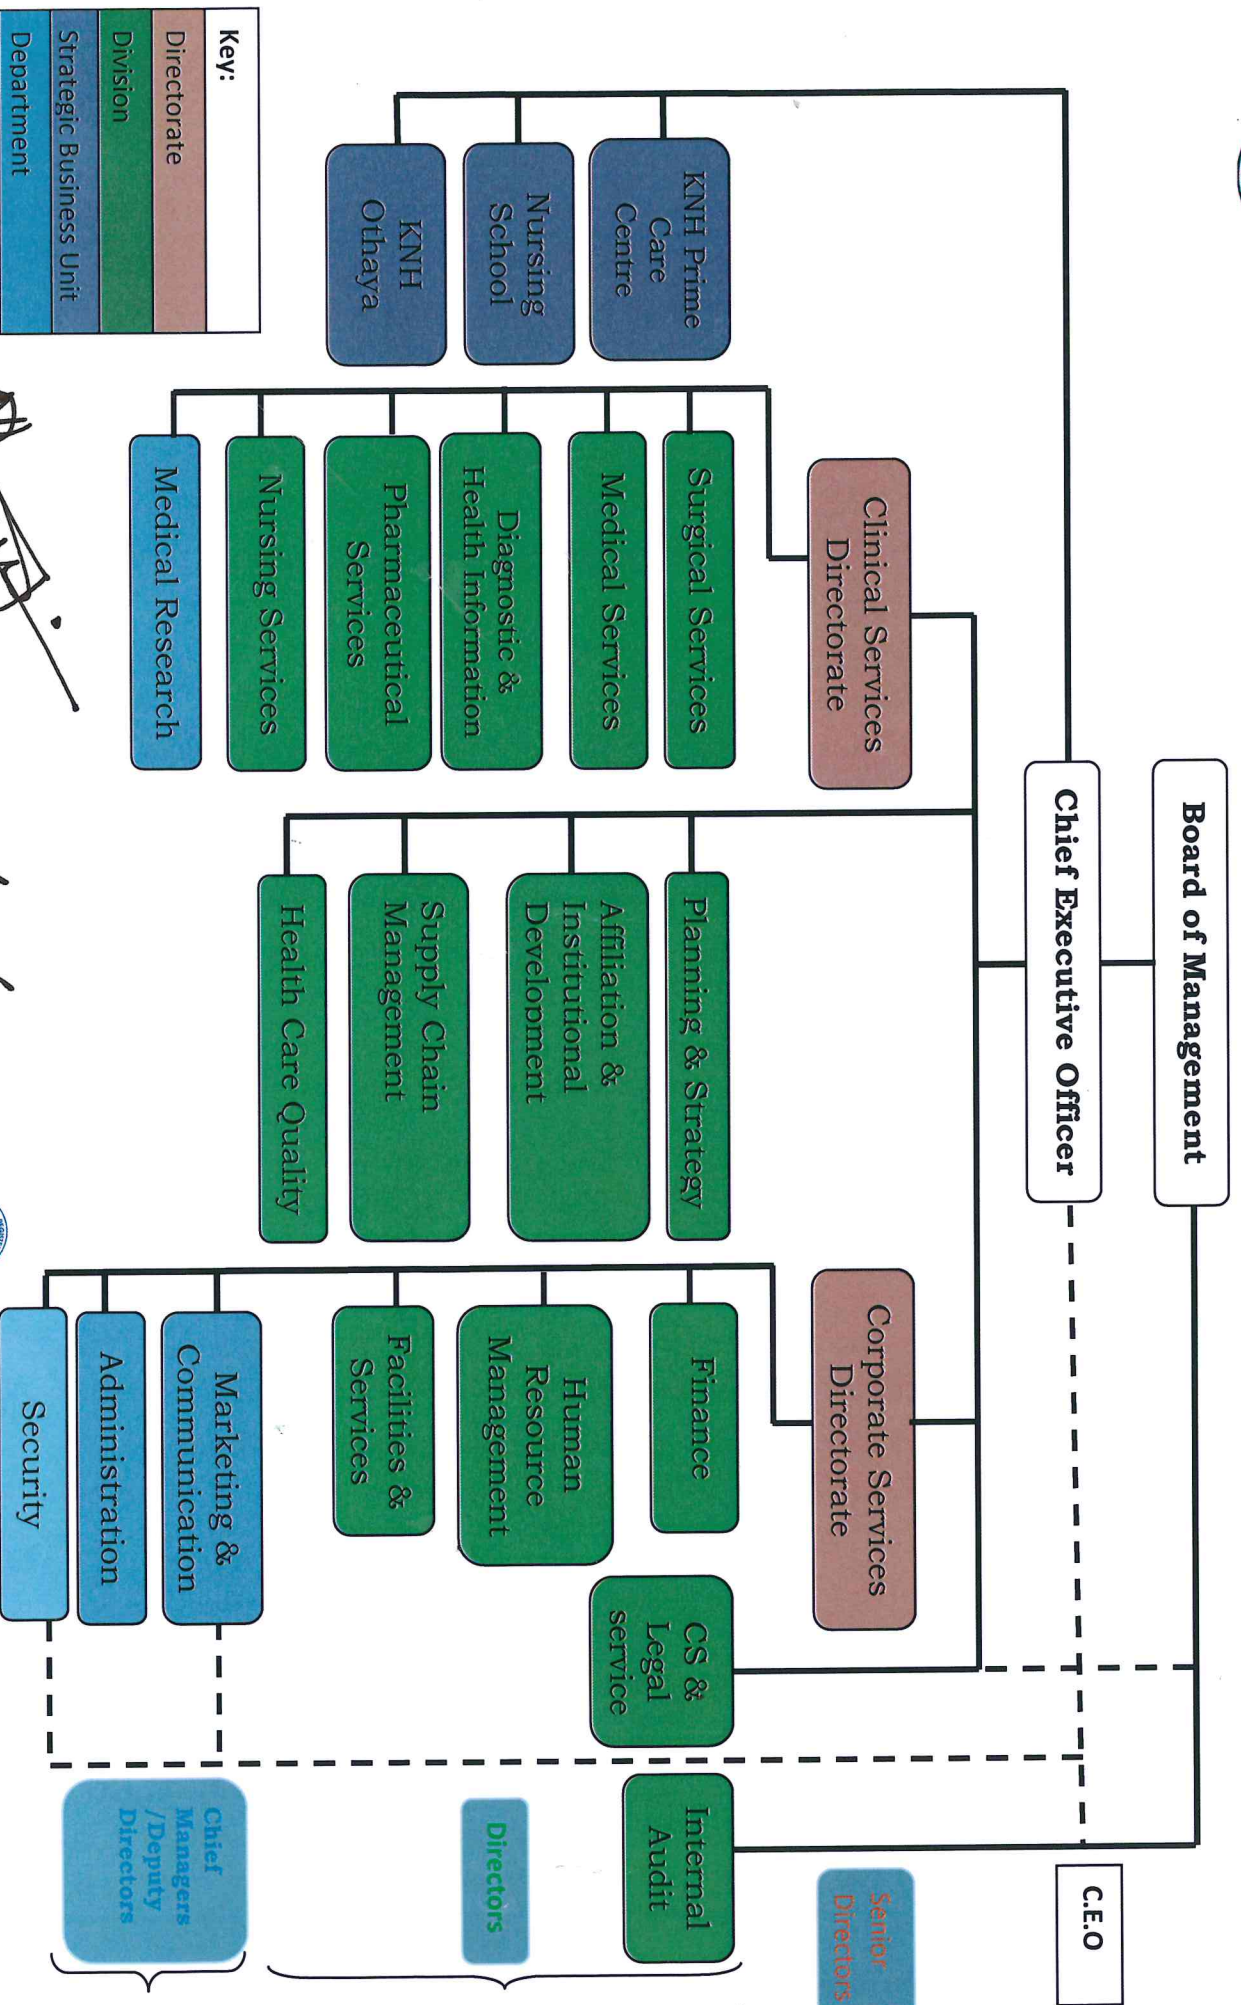 Board of Management
Chief Executive Officer
C.E.O
Clinical Services
Directorate
Corporate Services
Directorate
Senior
Directors
KNH Prime
Care
Centre
Nursing
School
KNH
Othaya
Surgical Services
Medical Services
Diagnostic &
Health Information
Pharmaceutical
Services
Nursing Services
Medical Research
Planning & Strategy
Affiliation &
Institutional
Development
Supply Chain
Management
Health Care Quality
Finance
Human
Resource
Management
Facilities &
Services
Marketing &
Communication
Administration
Security
CS &
Legal
service
Internal
Audit
Directors
Chief
Managers
/Deputy
Directors
Key:
Directorate
Division
Strategic Business Unit
Department